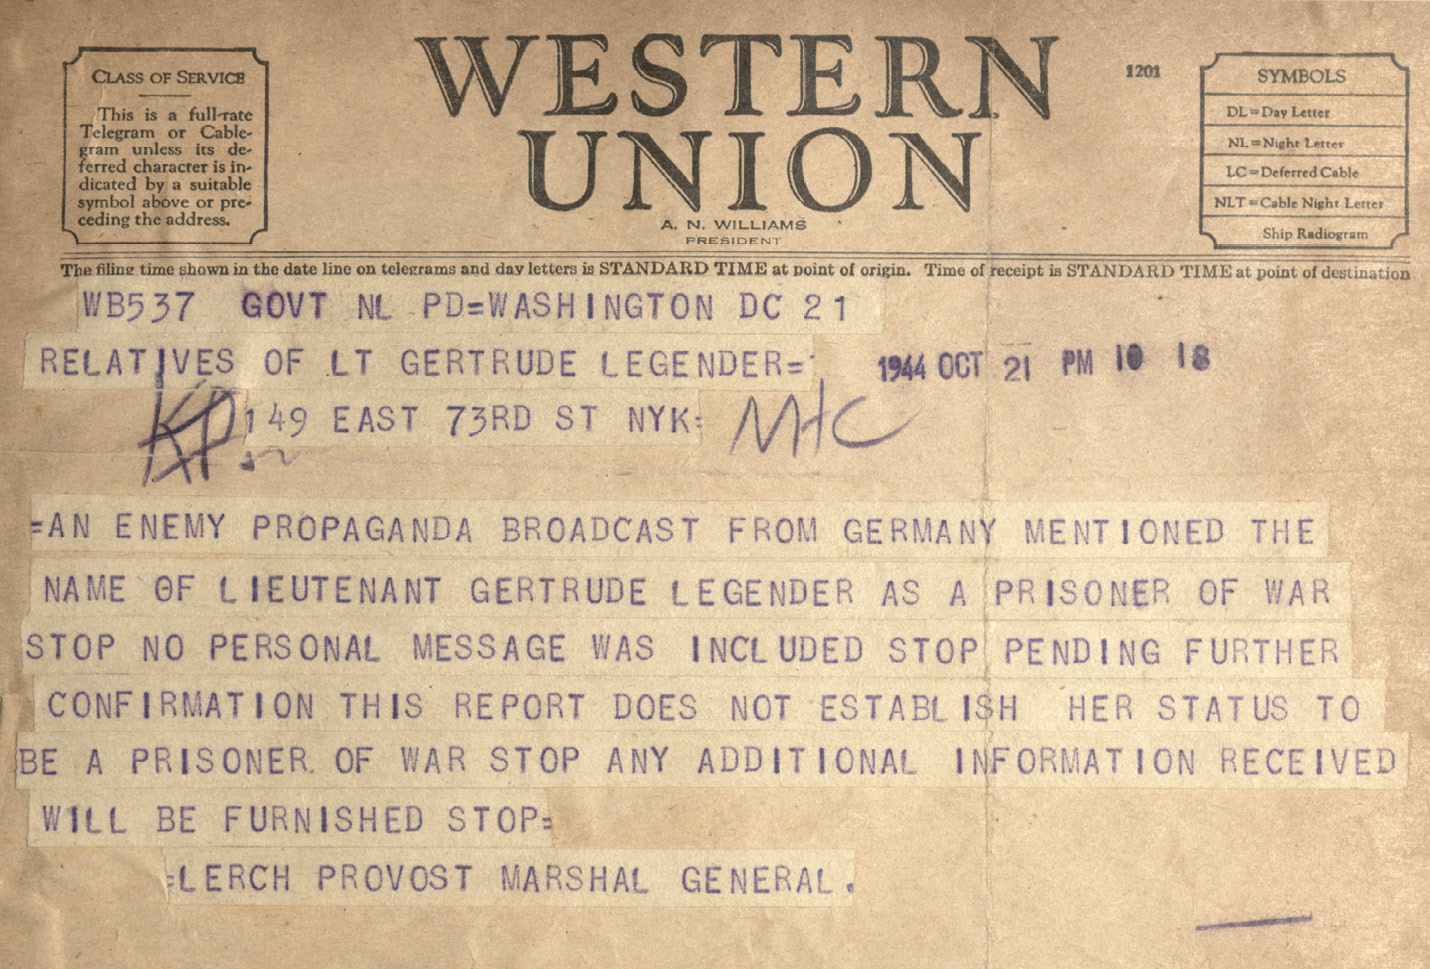 CLASS OF SERVICE
This is a full-rate
Telegram or Cable-
gram unless its de-
ferred character is in-
dicated by a suitable
symbol above or pre-
ceding the address.
WESTERN
UNION
A. N. WILLIAMS
PRESIDENT
1201
SYMBOLS
DL=Day Letter
NL=Night Letter
LC=Deferred Cable
NLT=Cable Night Letter
Ship Radiogram
The filing time shown in the date line on telegrams and day letters is STANDARD TIME at point of origin. Time of receipt is STANDARD TIME at point of destination
WB537 GOVT NL PD=WASHINGTON DC 21
RELATIVES OF LT GERTRUDE LEGENDER=
1944 OCT 21 PM 10 18
149 EAST 73RD ST NYK=
=AN ENEMY PROPAGANDA BROADCAST FROM GERMANY MENTIONED THE
NAME OF LIEUTENANT GERTRUDE LEGENDER AS A PRISONER OF WAR
STOP NO PERSONAL MESSAGE WAS INCLUDED STOP PENDING FURTHER
CONFIRMATION THIS REPORT DOES NOT ESTABLISH HER STATUS TO
BE A PRISONER OF WAR STOP ANY ADDITIONAL INFORMATION RECEIVED
WILL BE FURNISHED STOP=
=LERCH PROVOST MARSHAL GENERAL.